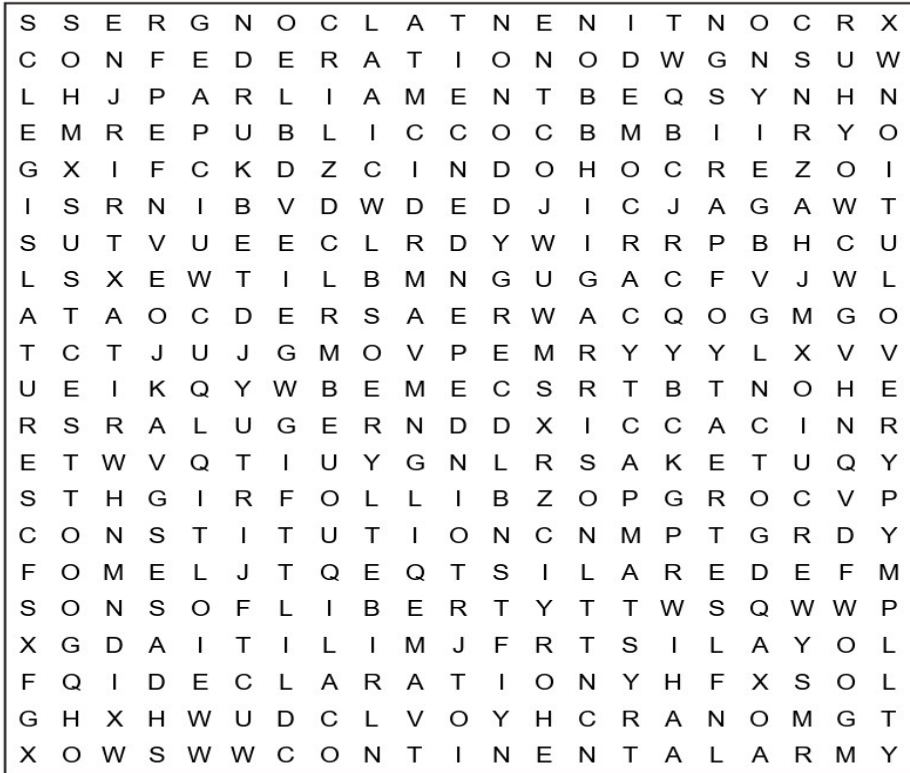 S S E R G N O C L A T N E N I T N O C R X
C O N F E D E R A T I O N O D W G N S U W
L H J P A R L I A M E N T B E Q S Y N H N
E M R E P U B L I C C O C B M B I I R Y O
G X I F C K D Z C I N D O H O C R E Z O I
I S R N I B V D W D E D J I C J A G A W T
S U T V U E E C L R D Y W I R R P B H C U
L S X E W T I L B M N G U G A C F V J W L
A T A O C D E R S A E R W A C Q O G M G O
T C T J U J G M O V P E M R Y Y Y L X V V
U E I K Q Y W B E M E C S R T B T N O H E
R S R A L U G E R N D D X I C C A C I N R
E T W V Q T I U Y G N L R S A K E T U Q Y
S T H G I R F O L L I B Z O P G R O C V P
C O N S T I T U T I O N C N M P T G R D Y
F O M E L J T Q E Q T S I L A R E D E F M
S O N S O F L I B E R T Y T T W S Q W W P
X G D A I T I L I M J F R T S I L A Y O L
F Q I D E C L A R A T I O N Y H F X S O L
G H X H W U D C L V O Y H C R A N O M G T
X O W S W W C O N T I N E N T A L A R M Y